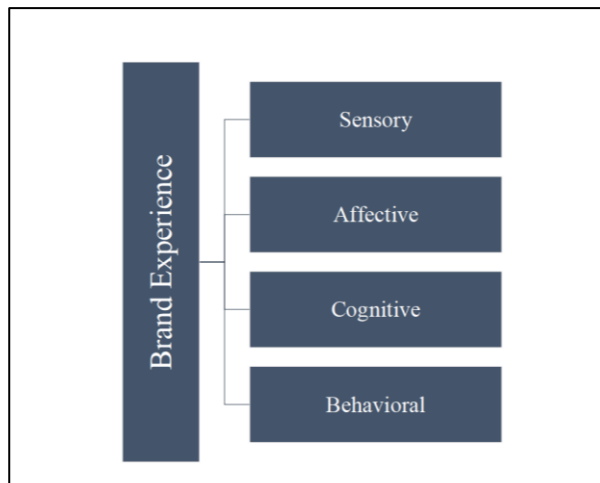 Brand Experience
Sensory
Affective
Cognitive
Behavioral